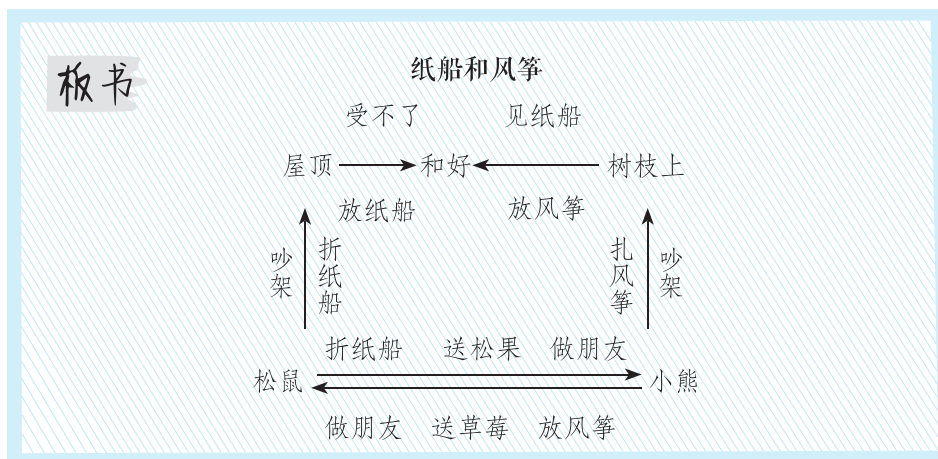 板书
纸船和风筝
受不了 见纸船
屋顶 和好 树枝上
放纸船 放风筝
吵架 折纸船 扎风筝 吵架
折纸船 送松果 做朋友
松鼠 小熊
做朋友 送草莓 放风筝